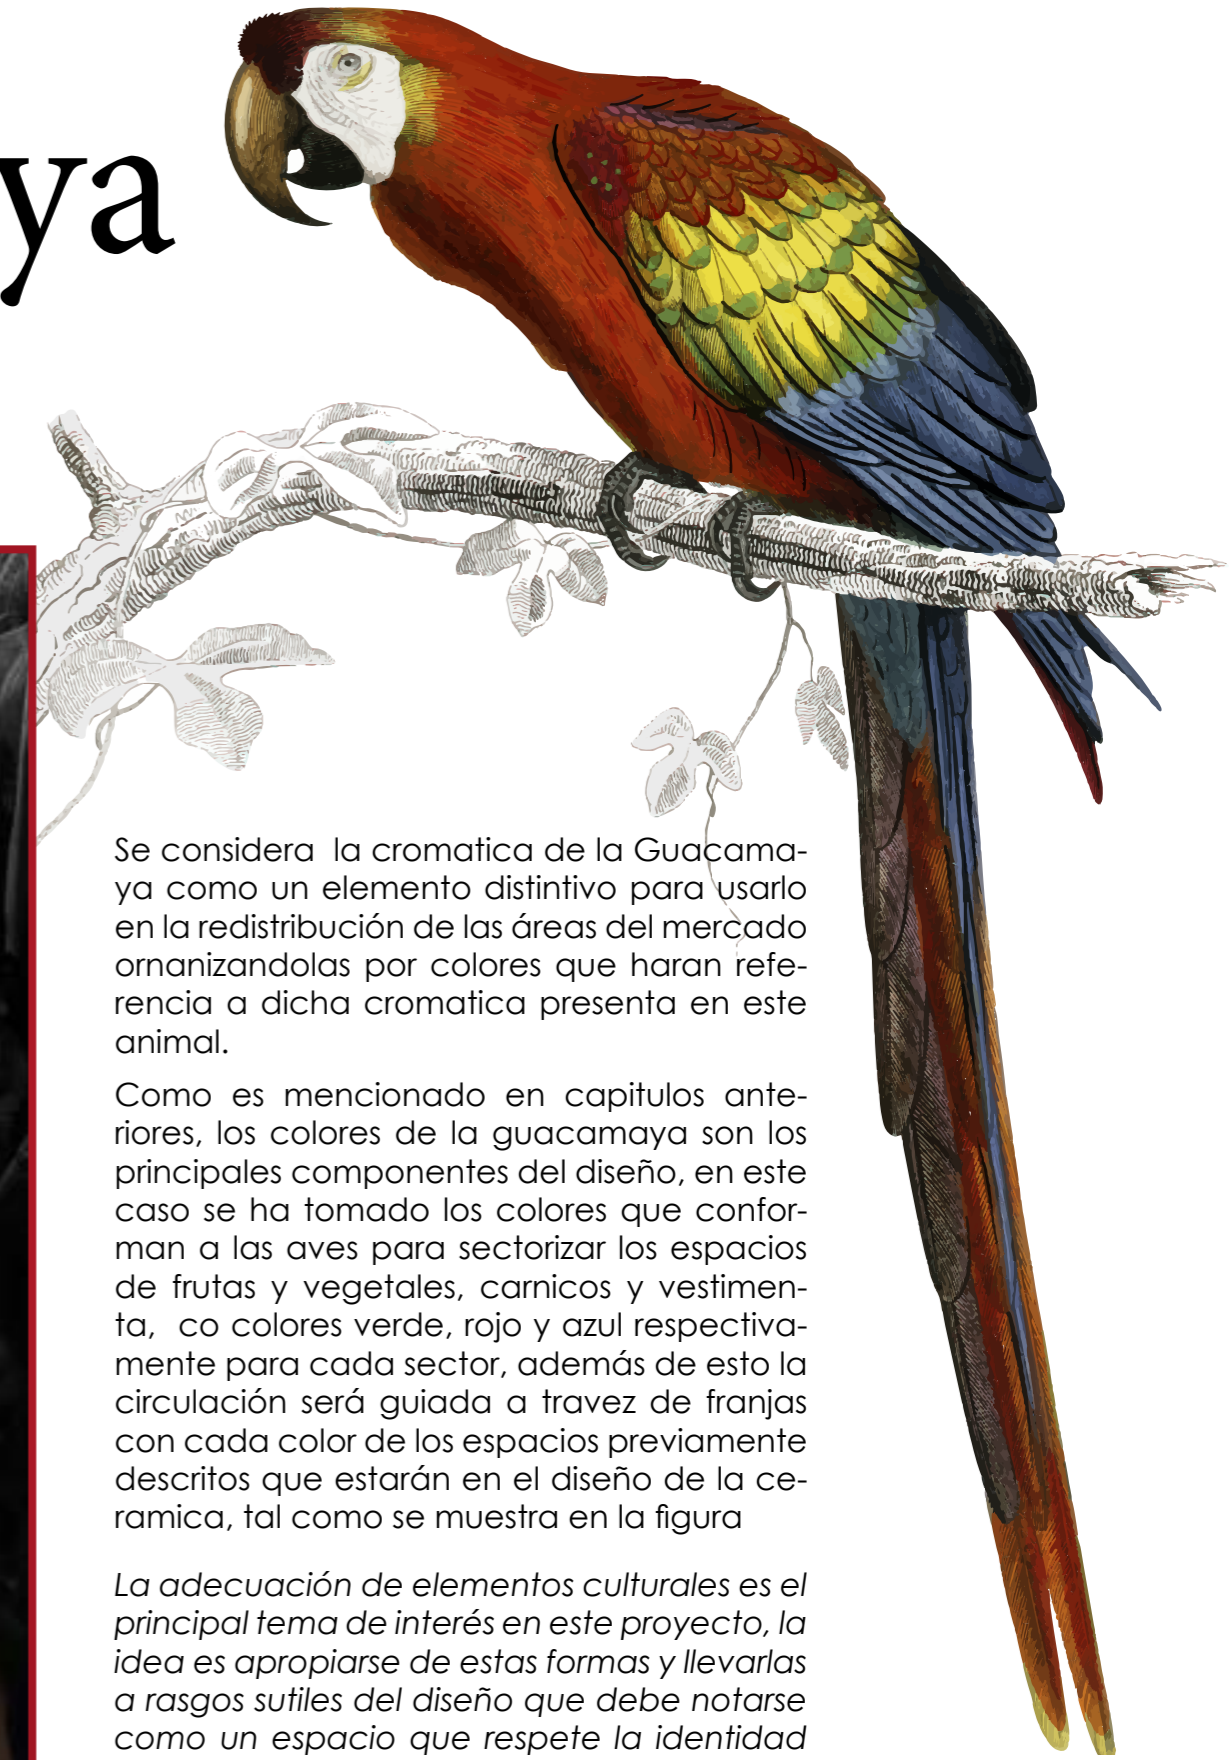 ya
Se considera la cromatica de la Guacama-
ya como un elemento distintivo para usarlo
en la redistribución de las áreas del mercado
ornanizandolas por colores que haran refe-
rencia a dicha cromatica presenta en este
animal.
Como es mencionado en capitulos ante-
riores, los colores de la guacamaya son los
principales componentes del diseño, en este
caso se ha tomado los colores que confor-
man a las aves para sectorizar los espacios
de frutas y vegetales, carnicos y vestimen-
ta, co colores verde, rojo y azul respectiva-
mente para cada sector, además de esto la
circulación será guiada a travez de franjas
con cada color de los espacios previamente
descritos que estarán en el diseño de la ce-
ramica, tal como se muestra en la figura
La adecuación de elementos culturales es el
principal tema de interés en este proyecto, la
idea es apropiarse de estas formas y llevarlas
a rasgos sutiles del diseño que debe notarse
como un espacio que respete la identidad